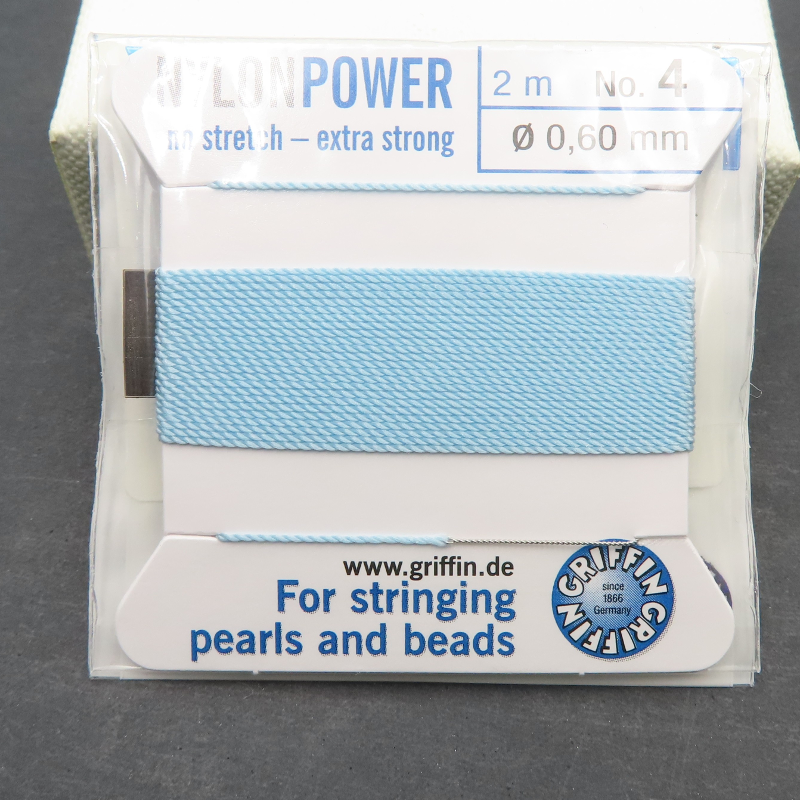 NYLONPOWER
no stretch – extra strong
2 m No. 4
Ø 0,60 mm
www.griffin.de
For stringing
pearls and beads
GRIFFIN GRIFFIN
since
1866
Germany